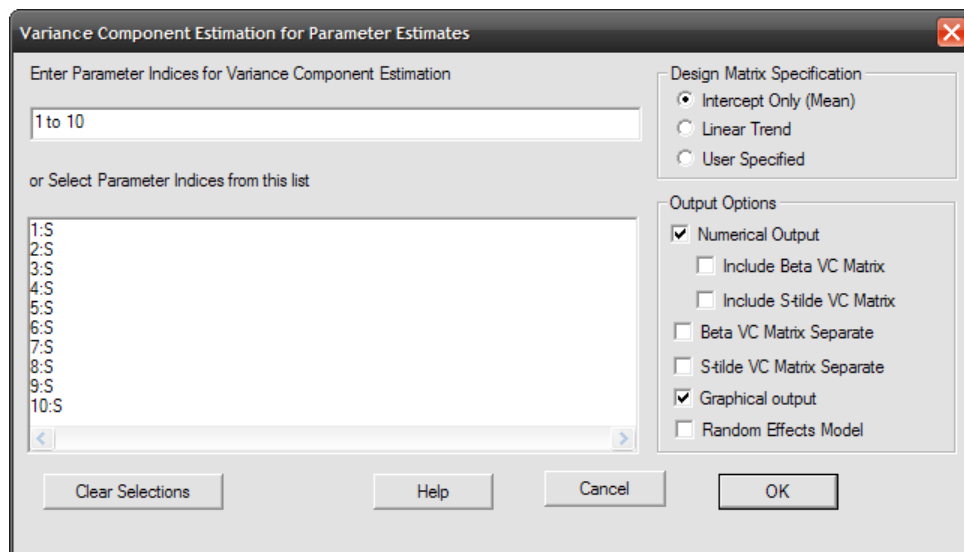 Variance Component Estimation for Parameter Estimates
Enter Parameter Indices for Variance Component Estimation
1 to 10
or Select Parameter Indices from this list
1:S
2:S
3:S
4:S
5:S
6:S
7:S
8:S
9:S
10:S
Design Matrix Specification
Intercept Only (Mean)
Linear Trend
User Specified
Output Options
Numerical Output
Include Beta VC Matrix
Include S-tilde VC Matrix
Beta VC Matrix Separate
S-tilde VC Matrix Separate
Graphical output
Random Effects Model
Clear Selections
Help
Cancel
OK